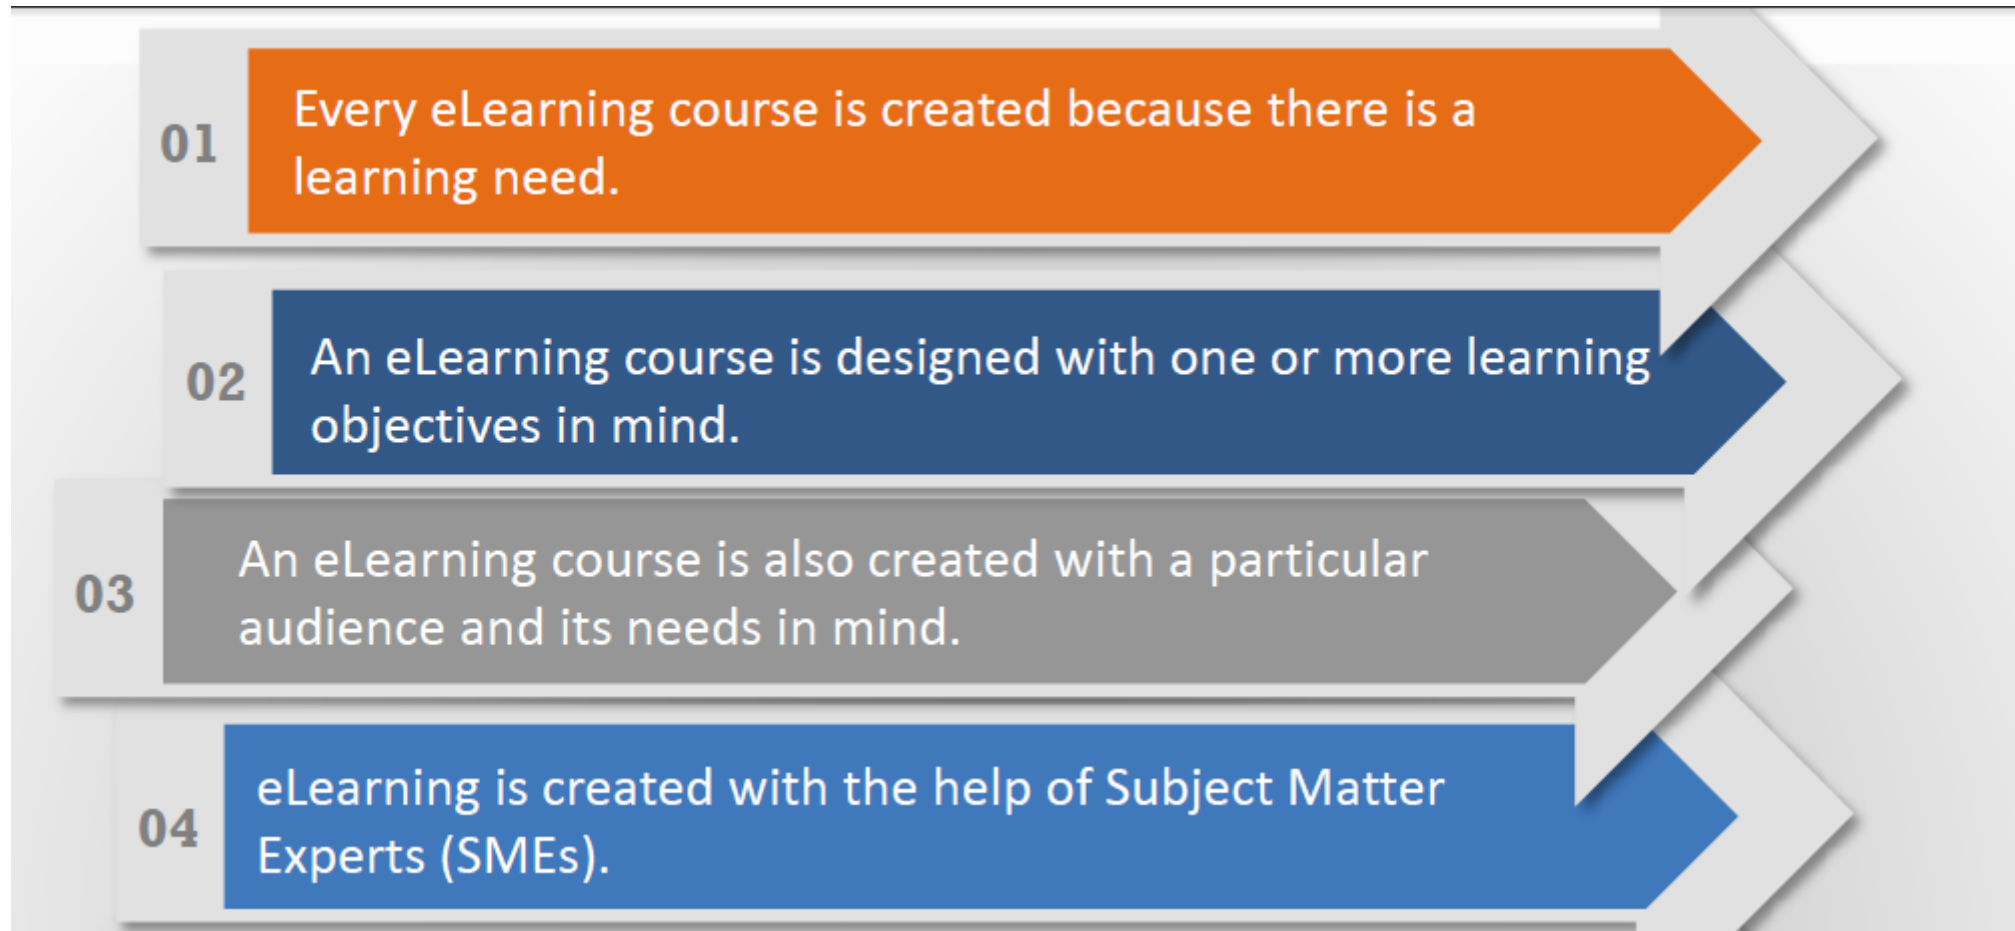 01
Every eLearning course is created because there is a
learning need.
02
An eLearning course is designed with one or more learning
objectives in mind.
03
An eLearning course is also created with a particular
audience and its needs in mind.
04
eLearning is created with the help of Subject Matter
Experts (SMEs).